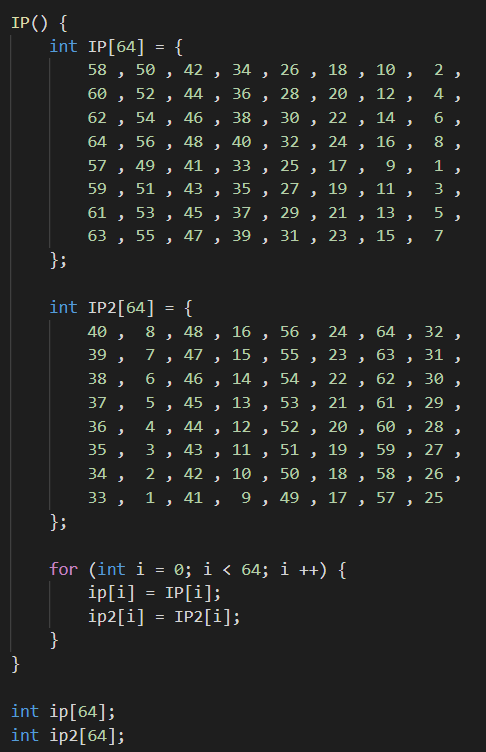 IP() {
    int IP[64] = {
        58 , 50 , 42 , 34 , 26 , 18 , 10 ,  2 ,
        60 , 52 , 44 , 36 , 28 , 20 , 12 ,  4 ,
        62 , 54 , 46 , 38 , 30 , 22 , 14 ,  6 ,
        64 , 56 , 48 , 40 , 32 , 24 , 16 ,  8 ,
        57 , 49 , 41 , 33 , 25 , 17 ,  9 ,  1 ,
        59 , 51 , 43 , 35 , 27 , 19 , 11 ,  3 ,
        61 , 53 , 45 , 37 , 29 , 21 , 13 ,  5 ,
        63 , 55 , 47 , 39 , 31 , 23 , 15 ,  7
    };
    int IP2[64] = {
        40 ,  8 , 48 , 16 , 56 , 24 , 64 , 32 ,
        39 ,  7 , 47 , 15 , 55 , 23 , 63 , 31 ,
        38 ,  6 , 46 , 14 , 54 , 22 , 62 , 30 ,
        37 ,  5 , 45 , 13 , 53 , 21 , 61 , 29 ,
        36 ,  4 , 44 , 12 , 52 , 20 , 60 , 28 ,
        35 ,  3 , 43 , 11 , 51 , 19 , 59 , 27 ,
        34 ,  2 , 42 , 10 , 50 , 18 , 58 , 26 ,
        33 ,  1 , 41 ,  9 , 49 , 17 , 57 , 25
    };
    for (int i = 0; i < 64; i ++) {
        ip[i] = IP[i];
        ip2[i] = IP2[i];
    }
}
int ip[64];
int ip2[64];